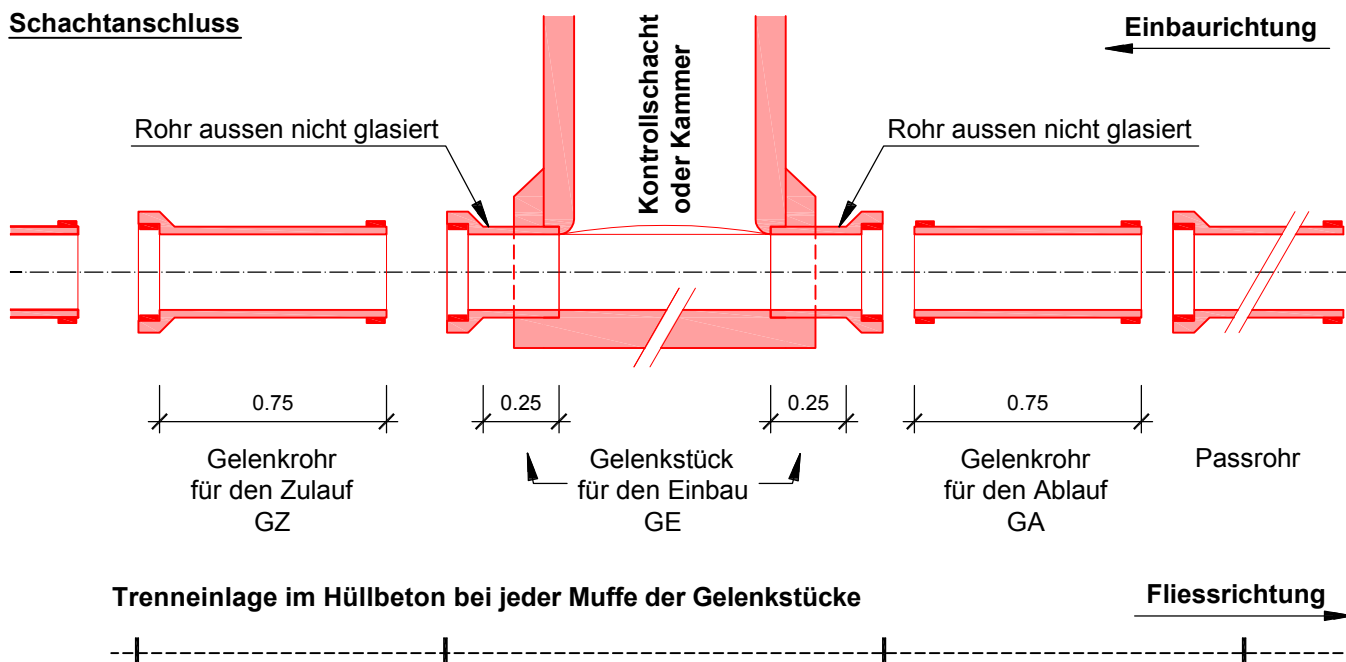 Schachtanschluss
Kontrollschacht
oder Kammer
Einbaurichtung
Rohr aussen nicht glasiert
Rohr aussen nicht glasiert
0.75
0.25
0.25
0.75
Gelenkrohr
für den Zulauf
GZ
Gelenkstück
für den Einbau
GE
Gelenkrohr
für den Ablauf
GA
Passrohr
Trenneinlage im Hüllbeton bei jeder Muffe der Gelenkstücke
Fliessrichtung